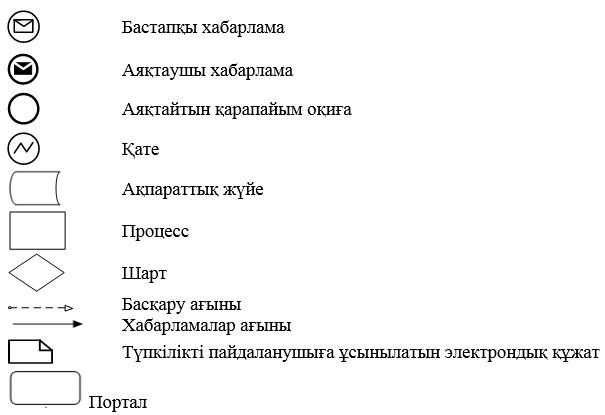 Бастапқы хабарлама
Аяқтаушы хабарлама
Аяқтайтын қарапайым оқиға
Қате
Ақпараттық жүйе
Процесс
Шарт
Басқару ағыны
Хабарламалар ағыны
Түпкілікті пайдаланушыға ұсынылатын электрондық құжат
Портал